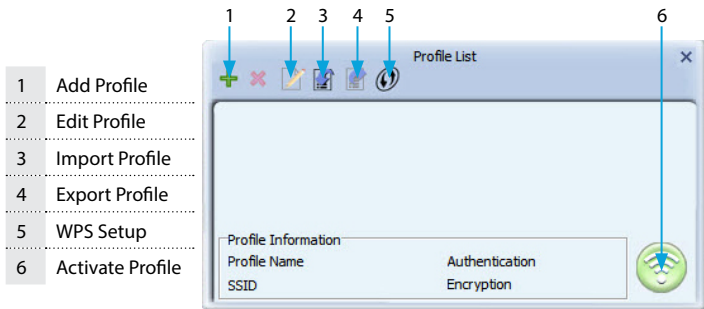 1 2 3 4 5 6
Profile List
1 Add Profile
2 Edit Profile
3 Import Profile
4 Export Profile
5 WPS Setup
6 Activate Profile
Profile Information
Profile Name Authentication
SSID Encryption